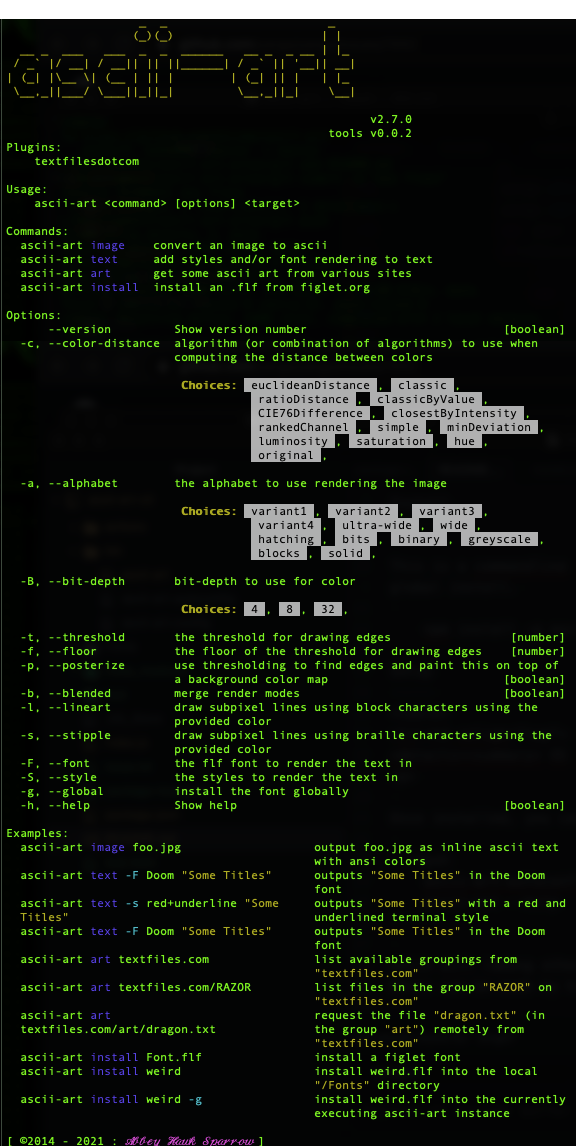 ascii-art
v2.7.0
tools v0.0.2
Plugins:
textfilesdotcom
Usage:
ascii-art <command> [options] <target>
Commands:
ascii-art image convert an image to ascii
ascii-art text add styles and/or font rendering to text
ascii-art art get some ascii art from various sites
ascii-art install install an .flf from figlet.org
Options:
--version Show version number [boolean]
-c, --color-distance algorithm (or combination of algorithms) to use when
computing the distance between colors
Choices: euclideanDistance , classic ,
ratioDistance , classicByValue ,
CIE76Difference , closestByIntensity ,
rankedChannel , simple , minDeviation ,
luminosity , saturation , hue ,
original ,
-a, --alphabet the alphabet to use rendering the image
Choices: variant1 , variant2 , variant3 ,
variant4 , ultra-wide , wide ,
hatching , bits , binary , greyscale ,
blocks , solid ,
-B, --bit-depth bit-depth to use for color
Choices: 4 , 8 , 32 ,
-t, --threshold the threshold for drawing edges [number]
-f, --floor the floor of the threshold for drawing edges [number]
-p, --posterize use thresholding to find edges and paint this on top of
a background color map [boolean]
-b, --blended merge render modes [boolean]
-l, --lineart draw subpixel lines using block characters using the
provided color
-s, --stipple draw subpixel lines using braille characters using the
provided color
-F, --font the flf font to render the text in
-S, --style the styles to render the text in
-g, --global install the font globally
-h, --help Show help [boolean]
Examples:
ascii-art image foo.jpg output foo.jpg as inline ascii text
with ansi colors
ascii-art text -F Doom "Some Titles" outputs "Some Titles" in the Doom
font
ascii-art text -s red+underline "Some outputs "Some Titles" with a red and
Titles" underlined terminal style
ascii-art text -F Doom "Some Titles" outputs "Some Titles" in the Doom
font
ascii-art art textfiles.com list available groupings from
"textfiles.com"
ascii-art art textfiles.com/RAZOR list files in the group "RAZOR" on
"textfiles.com"
ascii-art art request the file "dragon.txt" (in
textfiles.com/art/dragon.txt the group "art") remotely from
"textfiles.com"
ascii-art install Font.flf install a figlet font
ascii-art install weird install weird.flf into the local
"/Fonts" directory
ascii-art install weird -g install weird.flf into the currently
executing ascii-art instance
[ ©2014 - 2021 : Abbey Hawk Sparrow ]